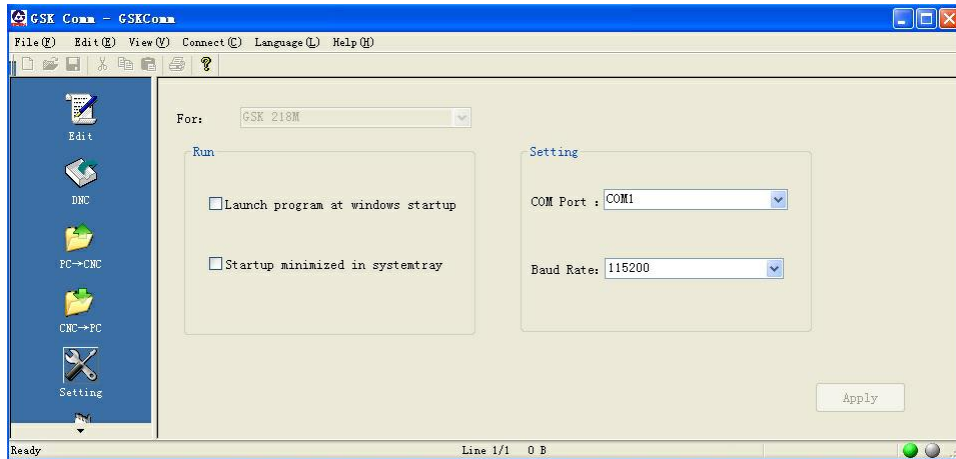 GSK Comm - GSKComm
File(F) Edit(E) View(V) Connect(C) Language(L) Help(H)
Edit
DNC
PC→CNC
CNC→PC
Setting
For: GSK 218M
Run
Launch program at windows startup
Startup minimized in systemtray
Setting
COM Port : COM1
Baud Rate: 115200
Apply
Ready Line 1/1 0 B